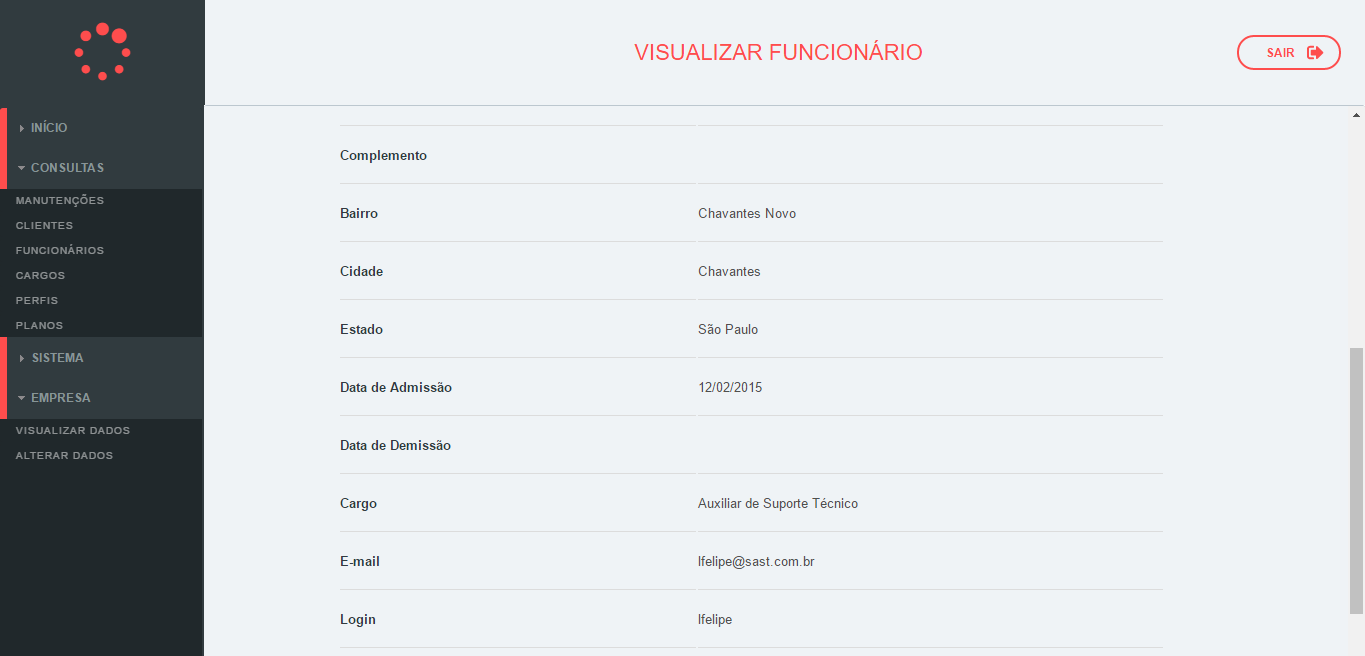 VISUALIZAR FUNCIONÁRIO
SAIR
INÍCIO
CONSULTAS
MANUTENÇÕES
CLIENTES
FUNCIONÁRIOS
CARGOS
PERFIS
PLANOS
SISTEMA
EMPRESA
VISUALIZAR DADOS
ALTERAR DADOS
Complemento
Bairro Chavantes Novo
Cidade Chavantes
Estado São Paulo
Data de Admissão 12/02/2015
Data de Demissão
Cargo Auxiliar de Suporte Técnico
E-mail lfelipe@sast.com.br
Login lfelipe